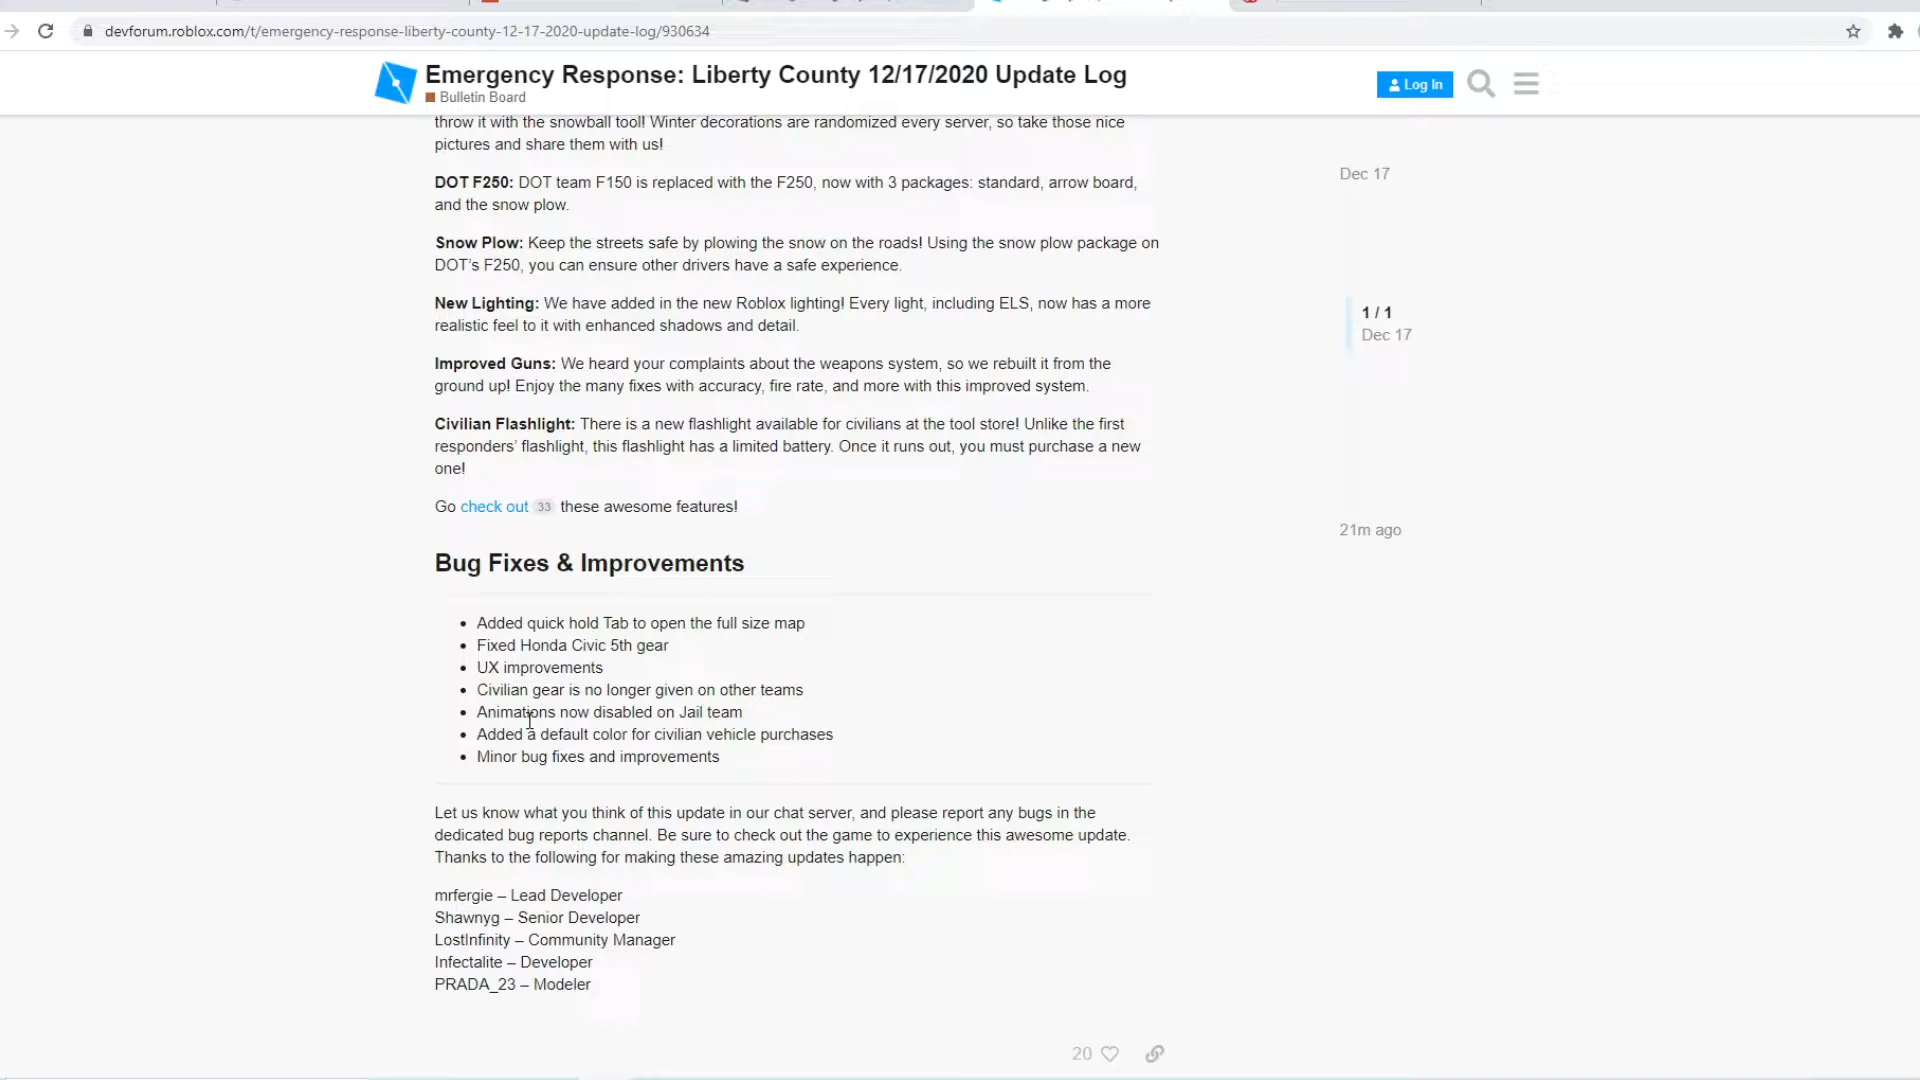 devforum.roblox.com/t/emergency-response-liberty-county-12-17-2020-update-log/930634
Emergency Response: Liberty County 12/17/2020 Update Log
Bulletin Board
Log In
throw it with the snowball tool! Winter decorations are randomized every server, so take those nice
pictures and share them with us!
DOT F250: DOT team F150 is replaced with the F250, now with 3 packages: standard, arrow board,
and the snow plow.
Snow Plow: Keep the streets safe by plowing the snow on the roads! Using the snow plow package on
DOT's F250, you can ensure other drivers have a safe experience.
New Lighting: We have added in the new Roblox lighting! Every light, including ELS, now has a more
realistic feel to it with enhanced shadows and detail.
Improved Guns: We heard your complaints about the weapons system, so we rebuilt it from the
ground up! Enjoy the many fixes with accuracy, fire rate, and more with this improved system.
Civilian Flashlight: There is a new flashlight available for civilians at the tool store! Unlike the first
responders' flashlight, this flashlight has a limited battery. Once it runs out, you must purchase a new
one!
Go check out 33 these awesome features!
Bug Fixes & Improvements
• Added quick hold Tab to open the full size map
• Fixed Honda Civic 5th gear
• UX improvements
• Civilian gear is no longer given on other teams
• Animations now disabled on Jail team
• Added a default color for civilian vehicle purchases
• Minor bug fixes and improvements
Let us know what you think of this update in our chat server, and please report any bugs in the
dedicated bug reports channel. Be sure to check out the game to experience this awesome update.
Thanks to the following for making these amazing updates happen:
mrfergie – Lead Developer
Shawnyg – Senior Developer
LostInfinity – Community Manager
Infectalite – Developer
PRADA_23 – Modeler
20
Dec 17
1 / 1
Dec 17
21m ago